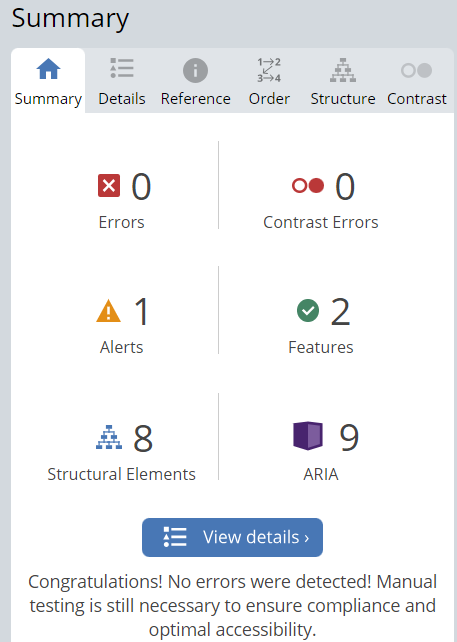 Summary
Summary Details Reference Order Structure Contrast
1→2
3→4
0 0
Errors Contrast Errors
1 2
Alerts Features
8 9
Structural Elements ARIA
View details ›
Congratulations! No errors were detected! Manual
testing is still necessary to ensure compliance and
optimal accessibility.